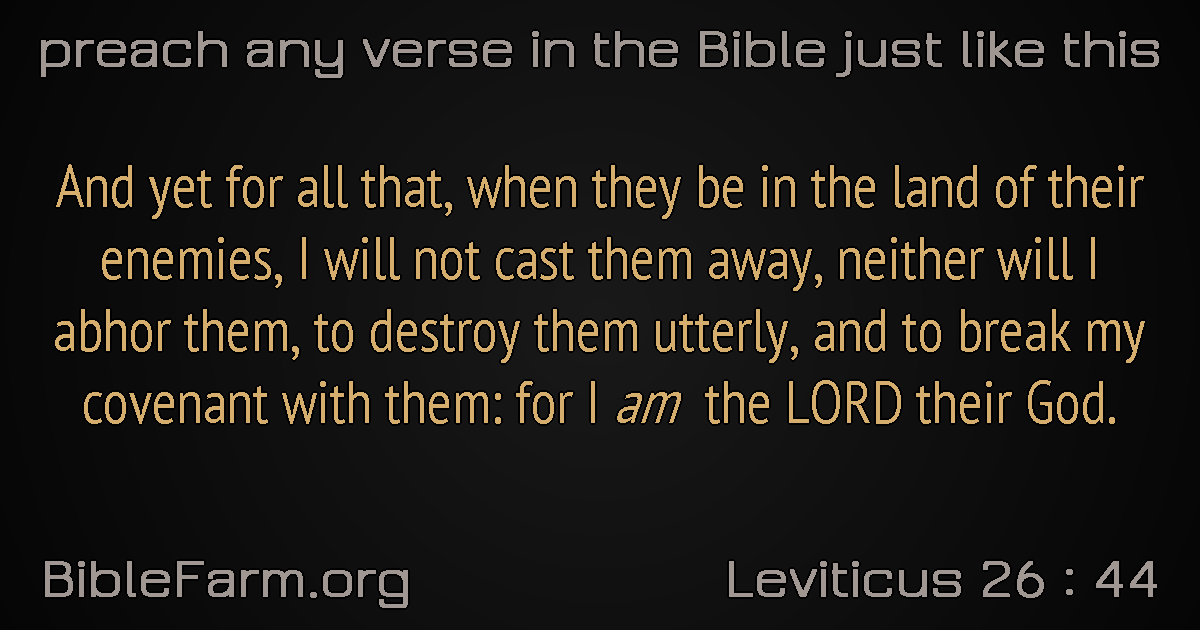 preach any verse in the Bible just like this
And yet for all that, when they be in the land of their
enemies, I will not cast them away, neither will I
abhor them, to destroy them utterly, and to break my
covenant with them: for I am the LORD their God.
BibleFarm.org
Leviticus 26 : 44